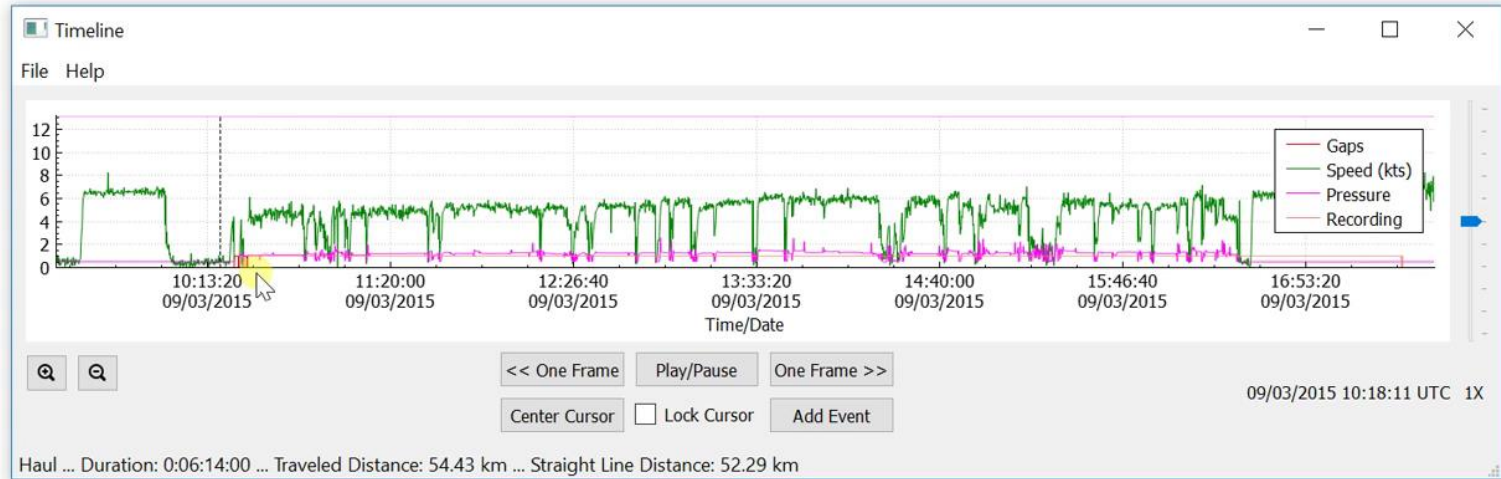 Timeline
File Help
12
10
8
6
4
2
0
Gaps
Speed (kts)
Pressure
Recording
10:13:20 11:20:00 12:26:40 13:33:20 14:40:00 15:46:40 16:53:20
09/03/2015 09/03/2015 09/03/2015 09/03/2015 09/03/2015 09/03/2015 09/03/2015
Time/Date
<< One Frame Play/Pause One Frame >>
09/03/2015 10:18:11 UTC 1X
Center Cursor Lock Cursor Add Event
Haul ... Duration: 0:06:14:00 ... Traveled Distance: 54.43 km ... Straight Line Distance: 52.29 km